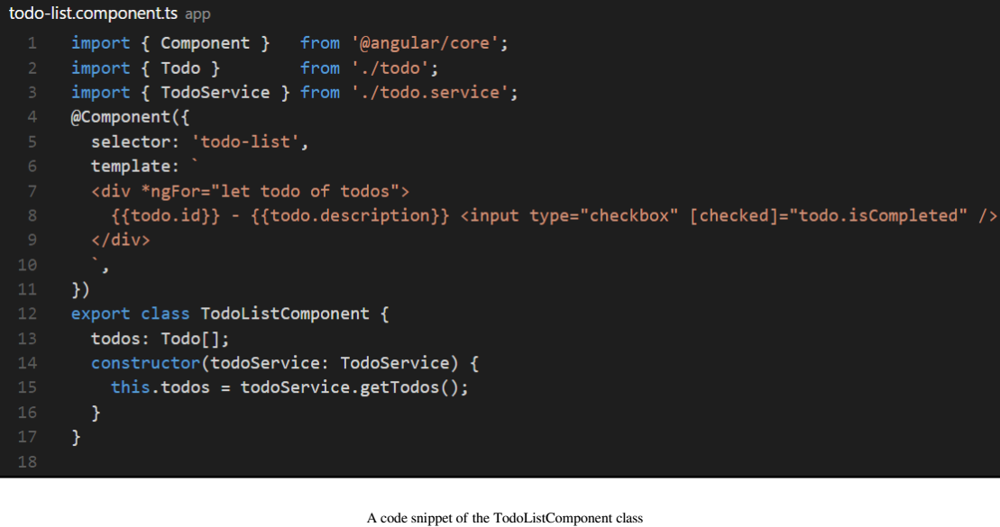 todo-list.component.ts app
1 import { Component }   from '@angular/core';
2 import { Todo }        from './todo';
3 import { TodoService } from './todo.service';
4 @Component({
5   selector: 'todo-list',
6   template: `
7   <div *ngFor="let todo of todos">
8     {{todo.id}} - {{todo.description}} <input type="checkbox" [checked]="todo.isCompleted" />
9   </div>
10   `,
11 })
12 export class TodoListComponent {
13   todos: Todo[];
14   constructor(todoService: TodoService) {
15     this.todos = todoService.getTodos();
16   }
17 }
18
A code snippet of the TodoListComponent class